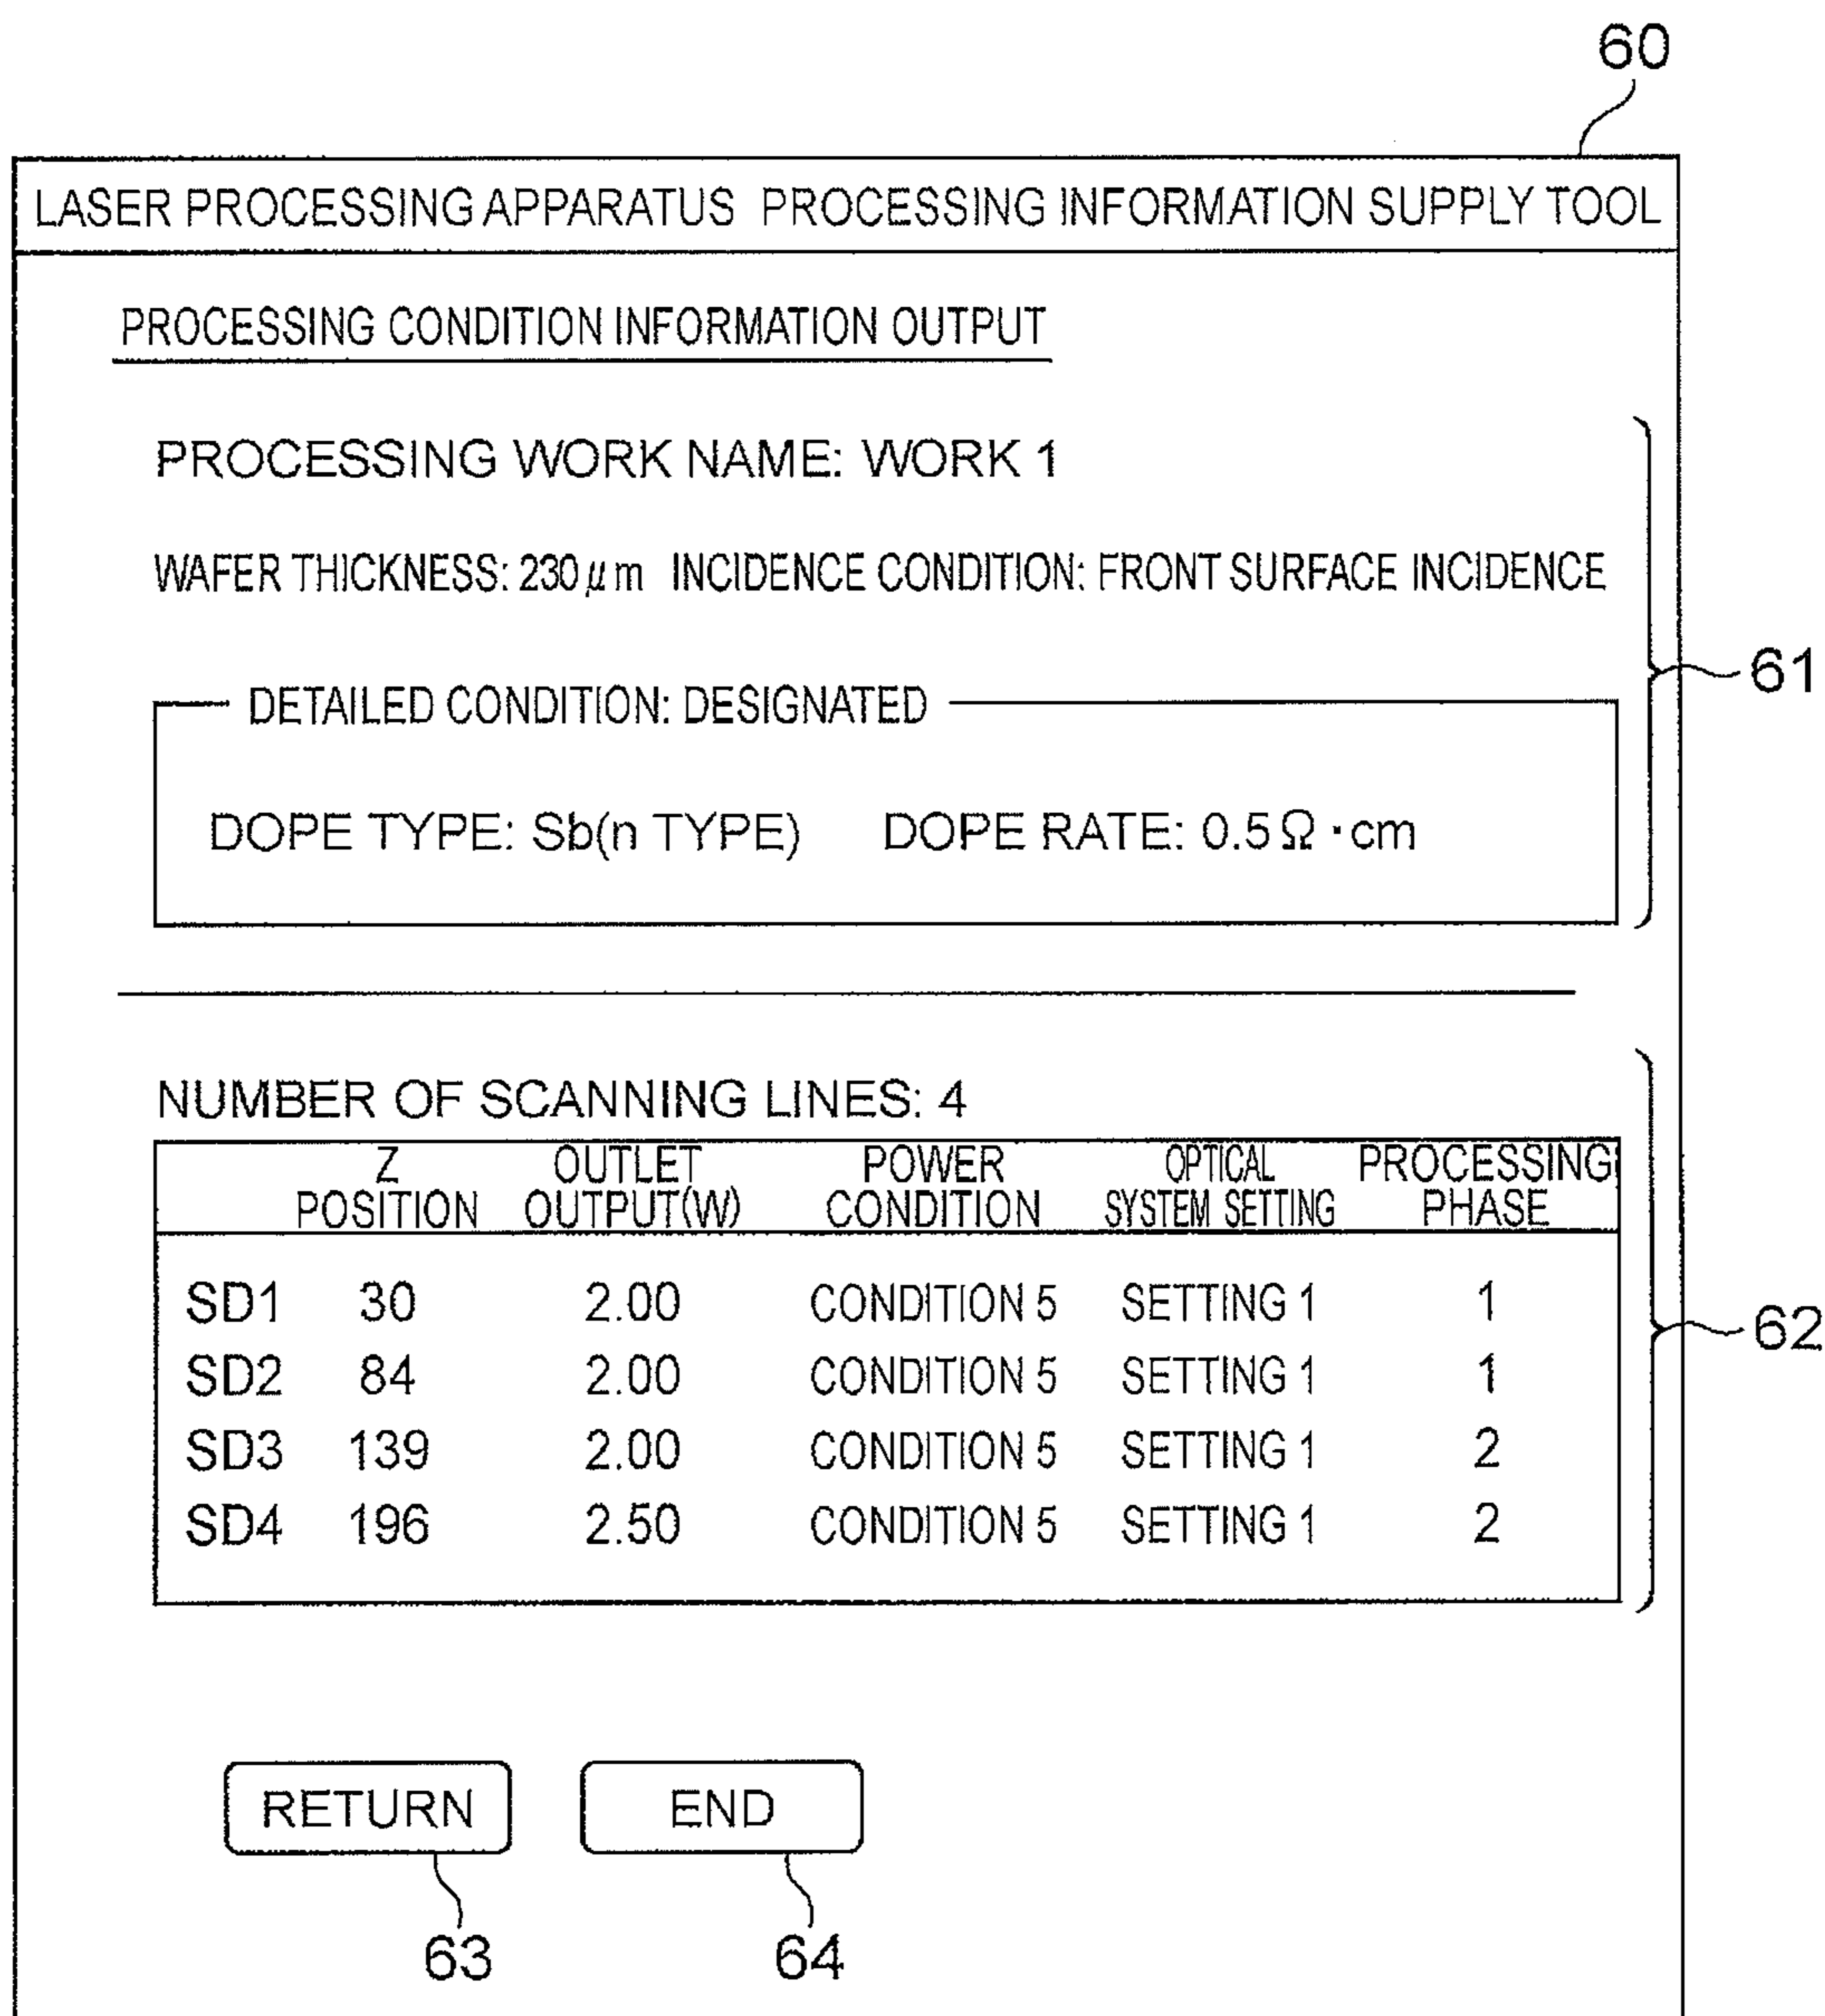 60
LASER PROCESSING APPARATUS PROCESSING INFORMATION SUPPLY TOOL
PROCESSING CONDITION INFORMATION OUTPUT
PROCESSING WORK NAME: WORK 1
WAFER THICKNESS: 230μm INCIDENCE CONDITION: FRONT SURFACE INCIDENCE
61
DETAILED CONDITION: DESIGNATED
DOPE TYPE: Sb(n TYPE) DOPE RATE: 0.5Ω·cm
NUMBER OF SCANNING LINES: 4
Z OUTLET POWER OPTICAL PROCESSING
POSITION OUTPUT(W) CONDITION SYSTEM SETTING PHASE
SD1 30 2.00 CONDITION 5 SETTING 1 1
62
SD2 84 2.00 CONDITION 5 SETTING 1 1
SD3 139 2.00 CONDITION 5 SETTING 1 2
SD4 196 2.50 CONDITION 5 SETTING 1 2
RETURN END
63 64